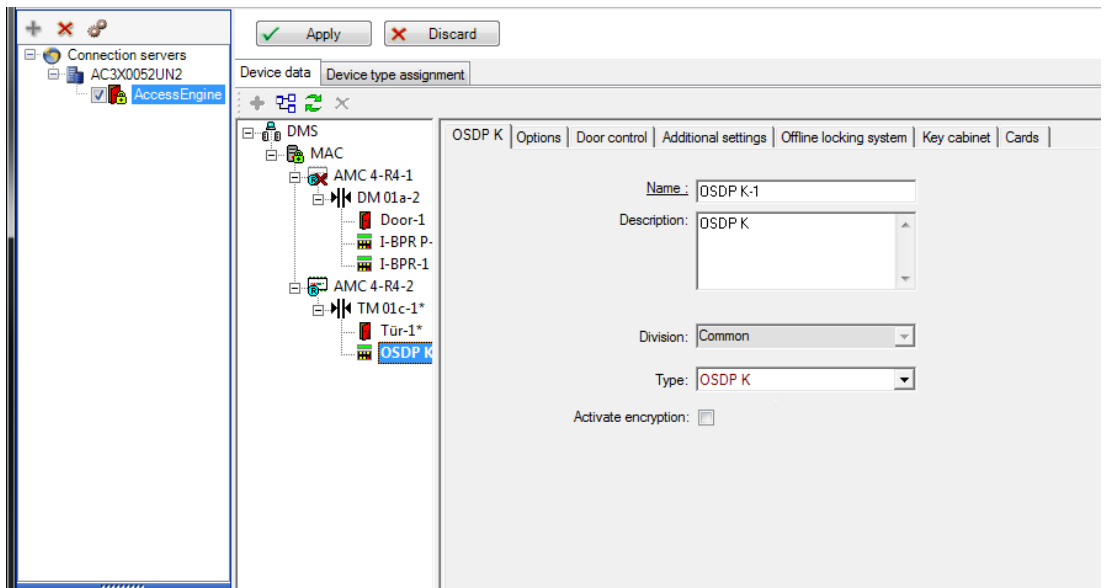 Apply Discard
Connection servers
AC3X0052UN2
AccessEngine
Device data Device type assignment
DMS
MAC
AMC 4-R4-1
DM 01a-2
Door-1
I-BPR P-
I-BPR-1
AMC 4-R4-2
TM 01c-1*
Tür-1*
OSDP K
OSDP K Options Door control Additional settings Offline locking system Key cabinet Cards
Name : OSDP K-1
Description: OSDP K
Division: Common
Type: OSDP K
Activate encryption: